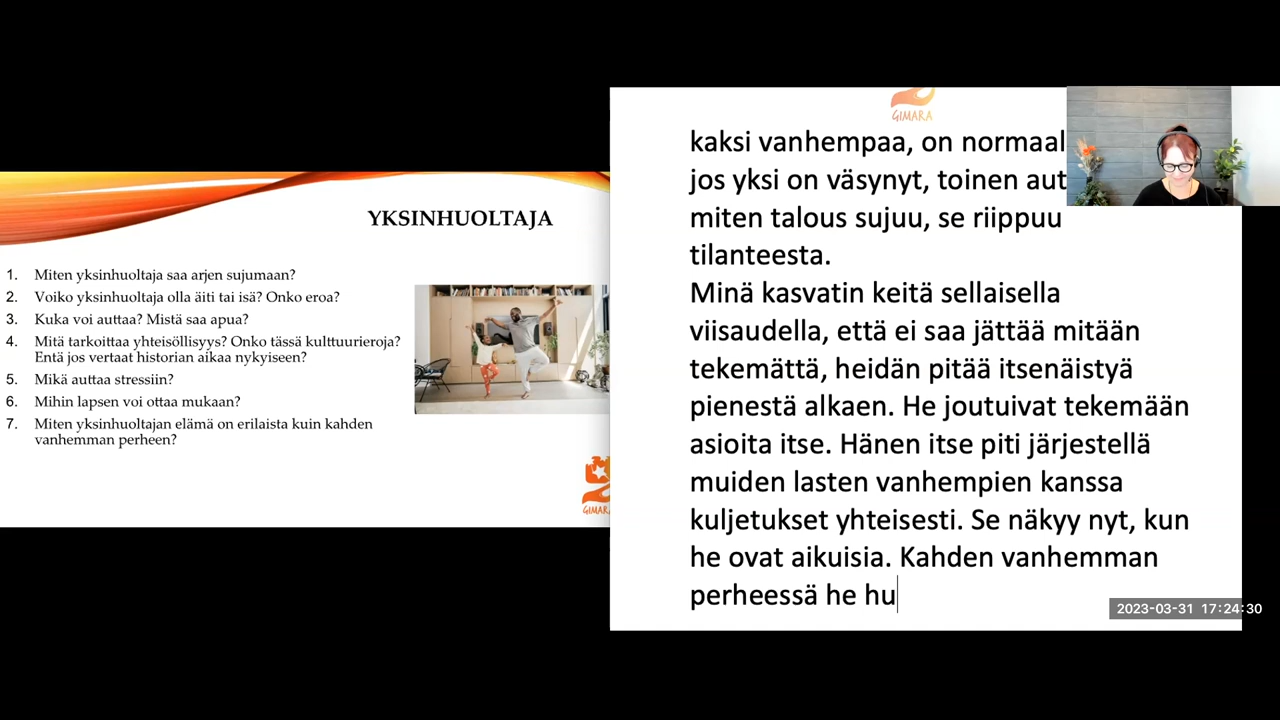 YKSINHUOLTAJA
1. Miten yksinhuoltaja saa arjen sujumaan?
2. Voiko yksinhuoltaja olla äiti tai isä? Onko eroa?
3. Kuka voi auttaa? Mistä saa apua?
4. Mitä tarkoittaa yhteisöllisyys? Onko tässä kulttuurieroja?
Entä jos vertaat historian aikaa nykyiseen?
5. Mikä auttaa stressiin?
6. Mihin lapsen voi ottaa mukaan?
7. Miten yksinhuoltajan elämä on erilaista kuin kahden
vanhemman perheen?
GIMARA
GIMARA
kaksi vanhempaa, on normaal
jos yksi on väsynyt, toinen aut
miten talous sujuu, se riippuu
tilanteesta.
Minä kasvatin keitä sellaisella
viisaudella, että ei saa jättää mitään
tekemättä, heidän pitää itsenäistyä
pienestä alkaen. He joutuivat tekemään
asioita itse. Hänen itse piti järjestellä
muiden lasten vanhempien kanssa
kuljetukset yhteisesti. Se näkyy nyt, kun
he ovat aikuisia. Kahden vanhemman
perheessä he hu
2023-03-31 17:24:30